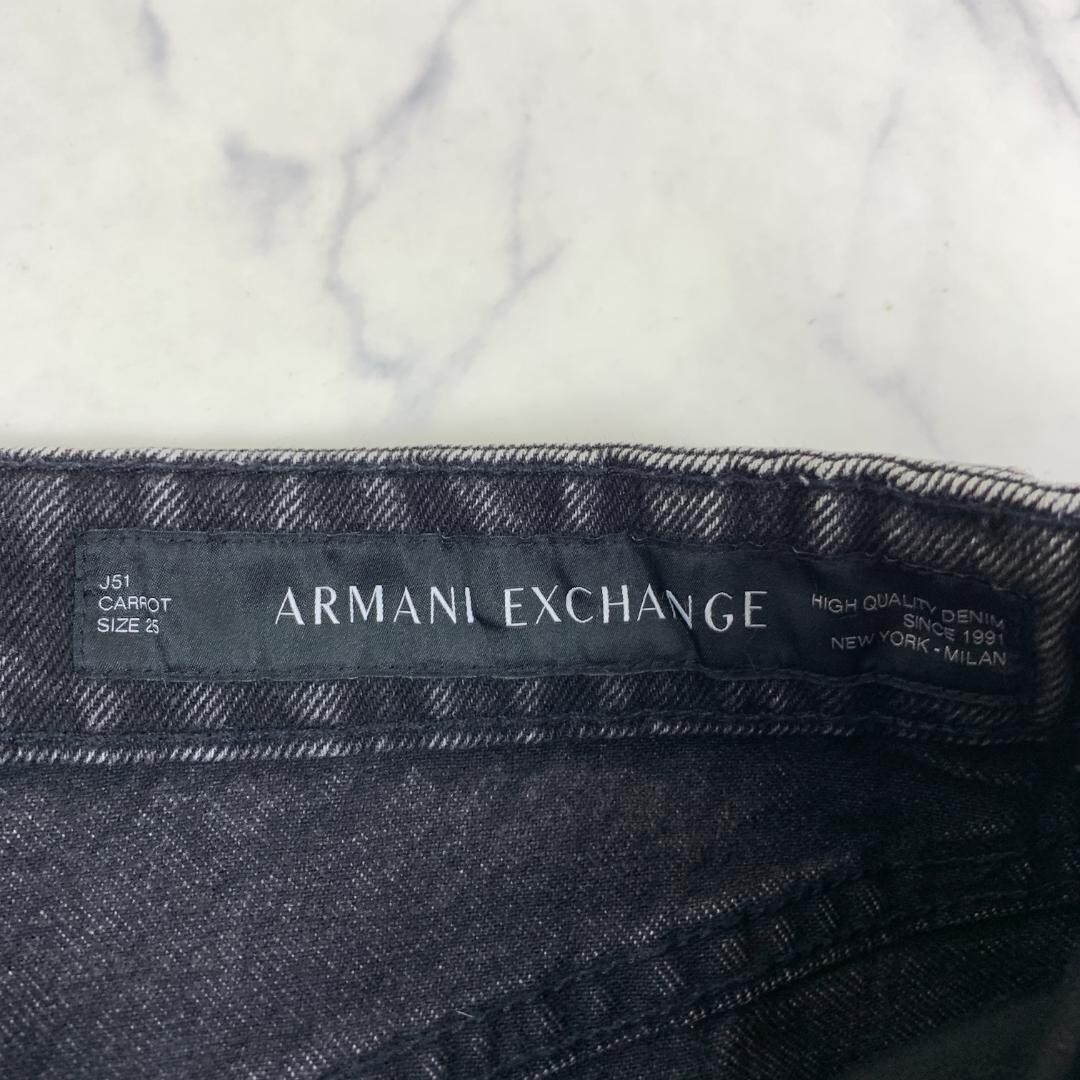 J51
CARROT
SIZE 25
ARMANI EXCHANGE
HIGH QUALITY DENIM
SINCE 1991
NEW YORK - MILAN